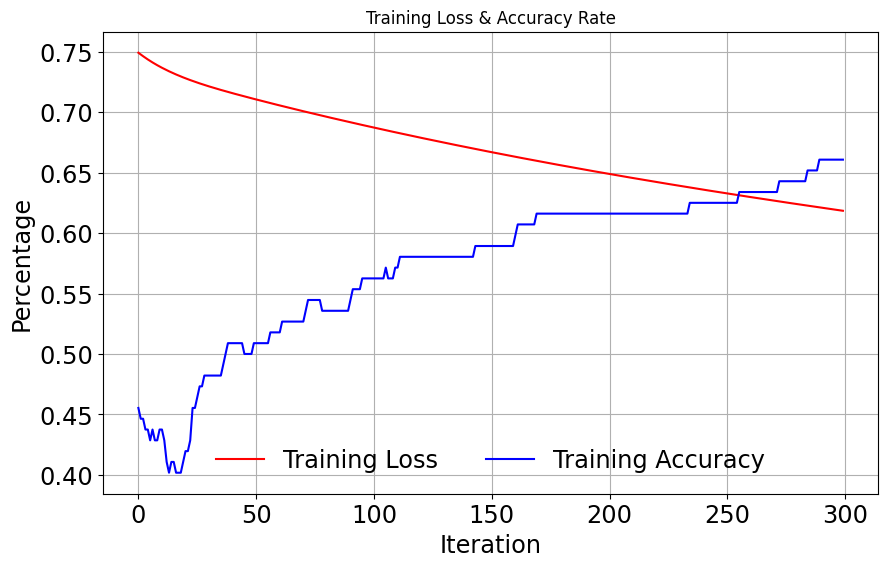 Training Loss & Accuracy Rate
0.75
0.70
0.65
0.60
0.55
0.50
0.45
0.40
Percentage
Training Loss
Training Accuracy
0 50 100 150 200 250 300
Iteration